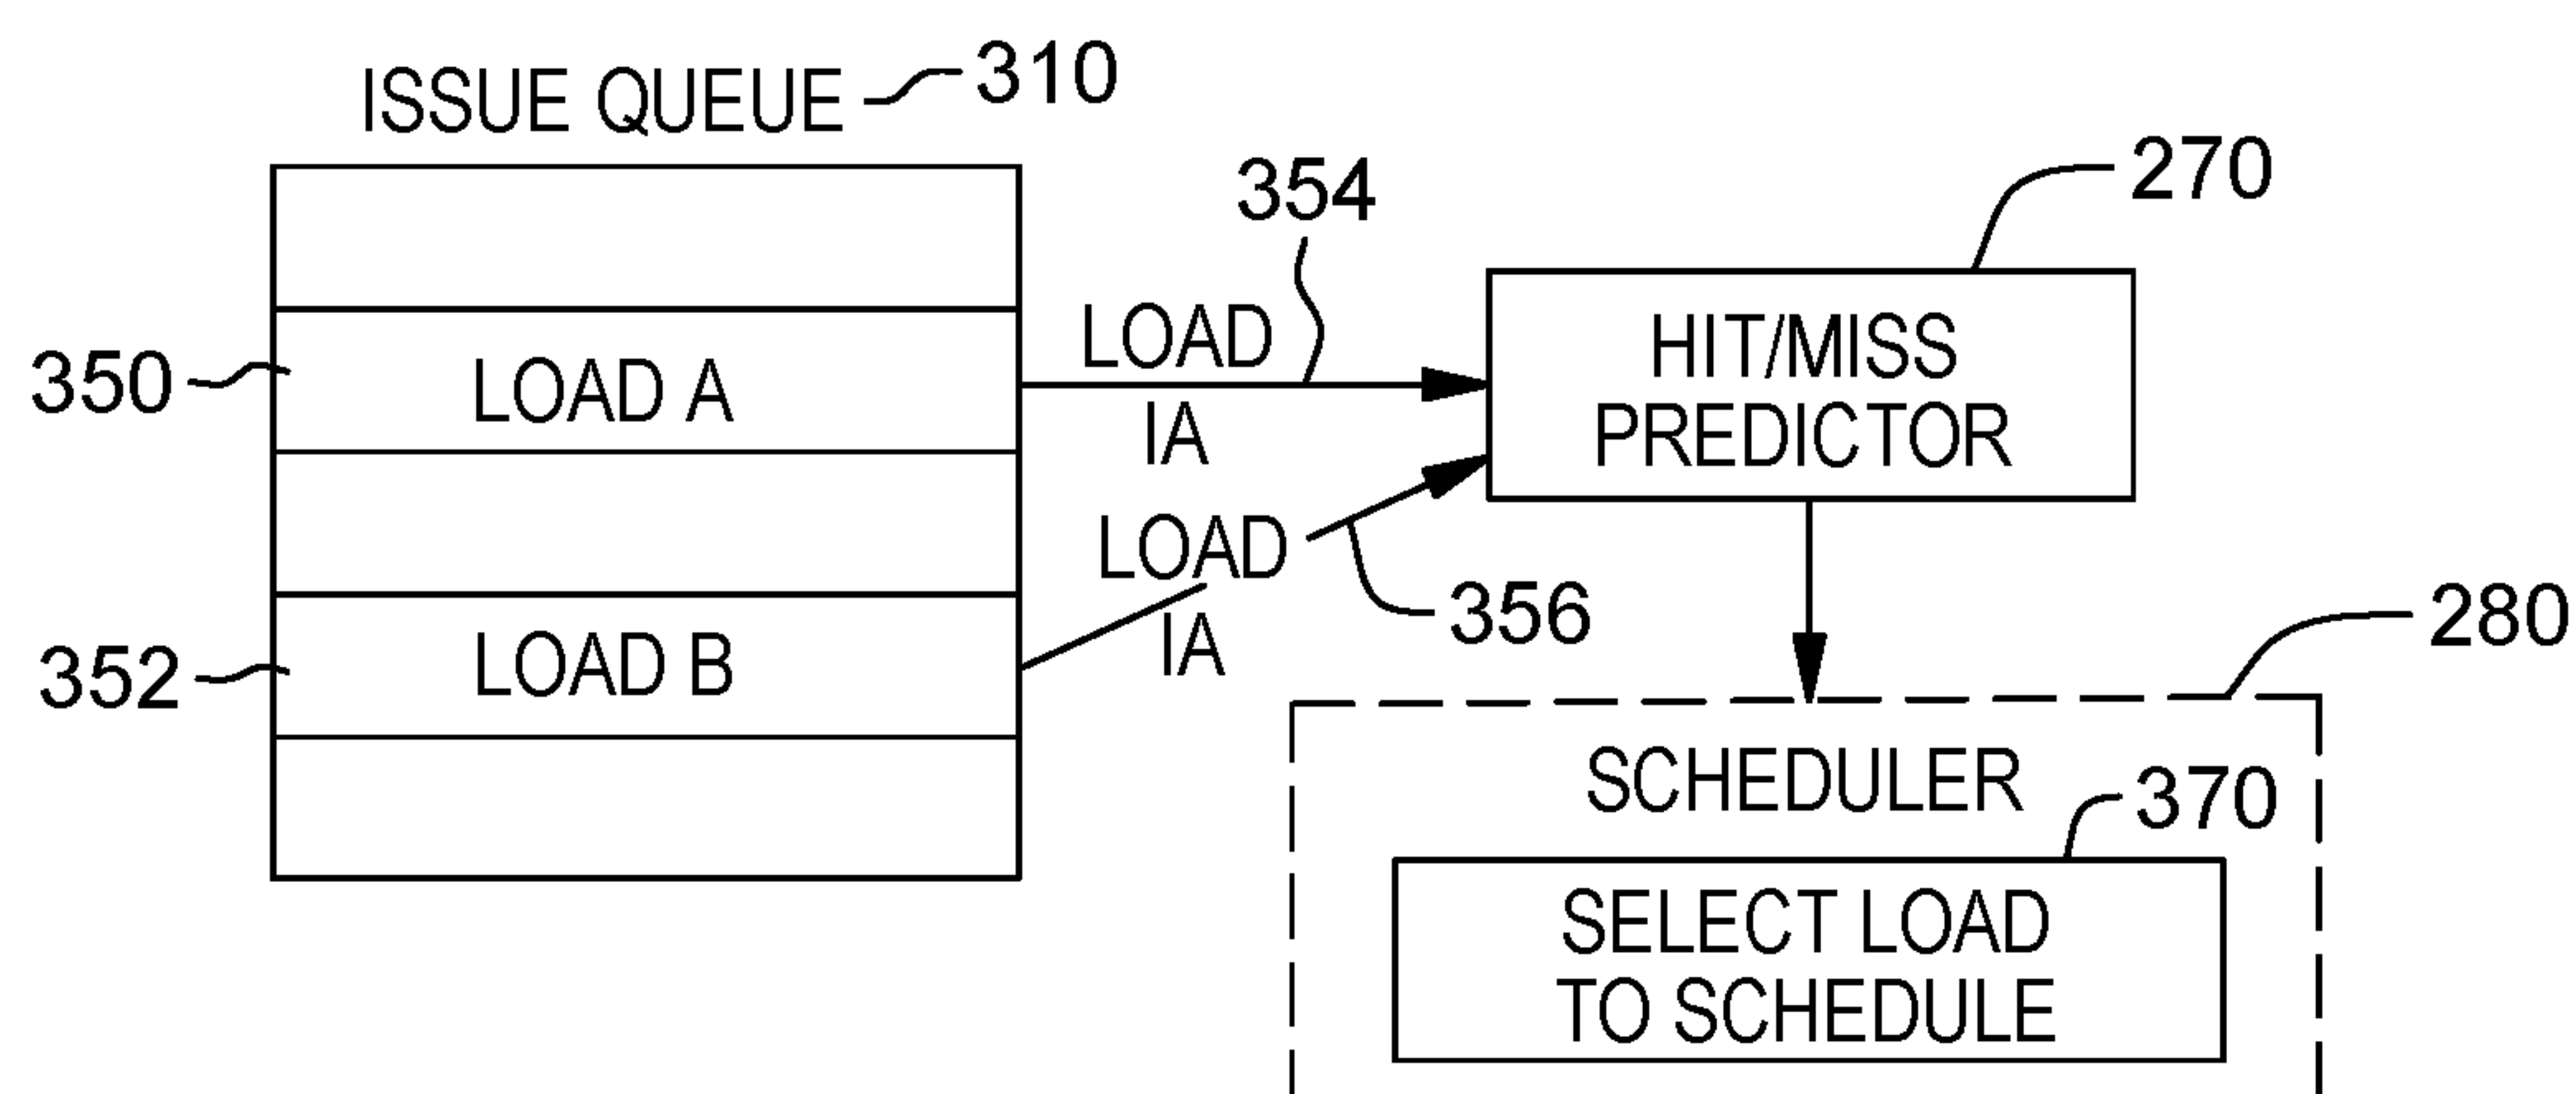 ISSUE QUEUE 310
354
270
350
LOAD A
LOAD
IA
HIT/MISS
PREDICTOR
352
LOAD B
LOAD
IA
356
280
SCHEDULER
370
SELECT LOAD
TO SCHEDULE